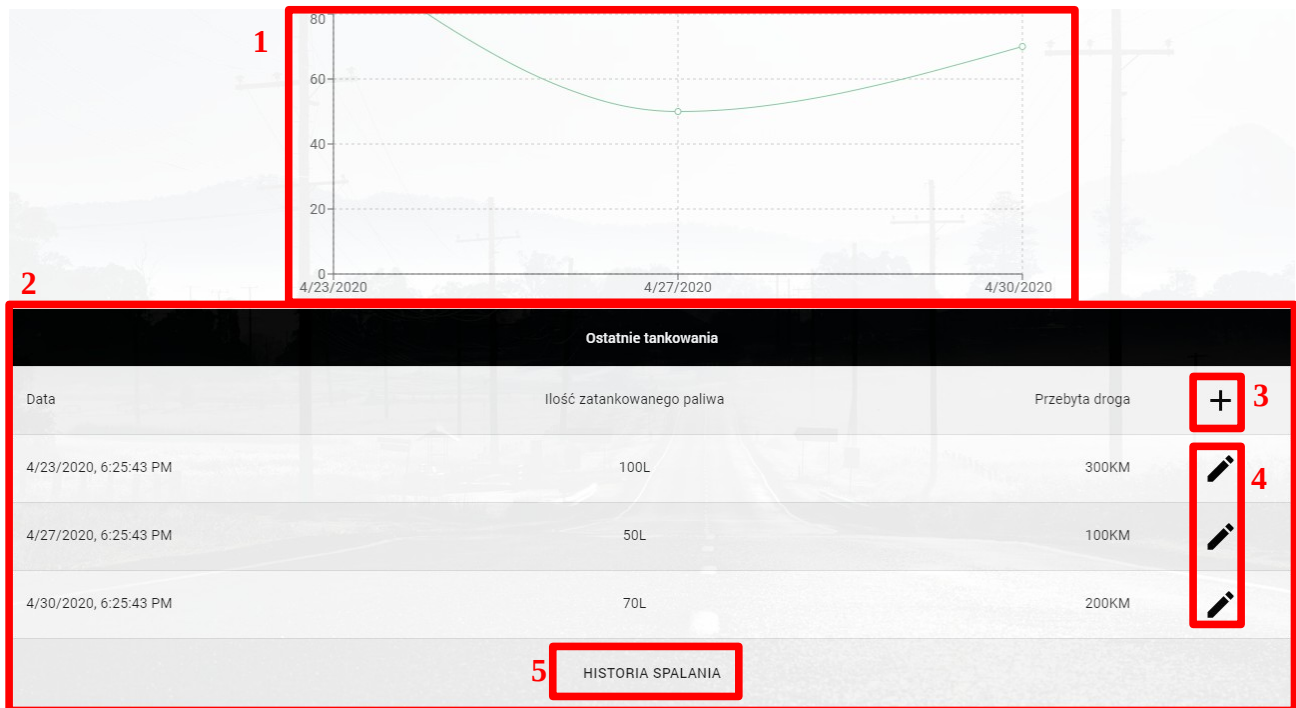 1
80
60
40
20
0
4/23/2020 4/27/2020 4/30/2020
2
Ostatnie tankowania
Data Ilość zatankowanego paliwa Przebyta droga + 3
4/23/2020, 6:25:43 PM 100L 300KM 4
4/27/2020, 6:25:43 PM 50L 100KM
4/30/2020, 6:25:43 PM 70L 200KM
5 HISTORIA SPALANIA